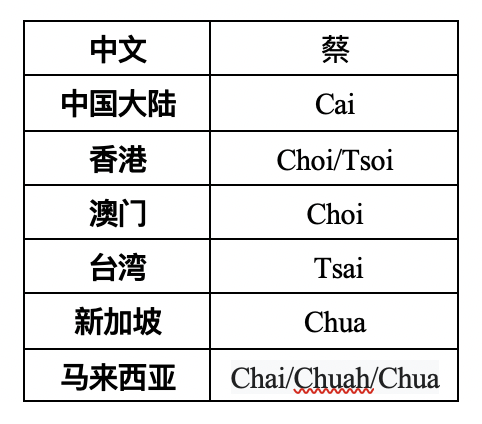 中文 蔡
中国大陆 Cai
香港 Choi/Tsoi
澳门 Choi
台湾 Tsai
新加坡 Chua
马来西亚 Chai/Chuah/Chua